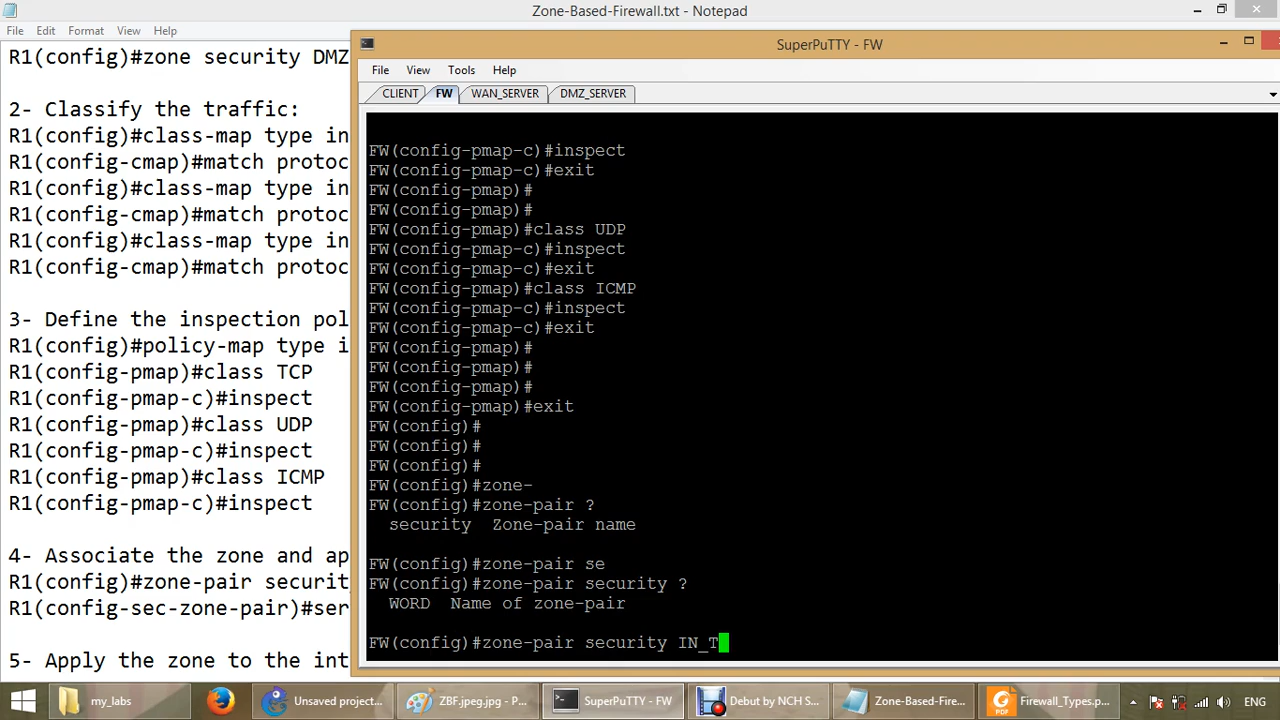 Zone-Based-Firewall.txt - Notepad
File Edit Format View Help
R1(config)#zone security DMZ
2- Classify the traffic:
R1(config)#class-map type in
R1(config-cmap)#match protoc
R1(config)#class-map type in
R1(config-cmap)#match protoc
R1(config)#class-map type in
R1(config-cmap)#match protoc
3- Define the inspection pol
R1(config)#policy-map type i
R1(config-pmap)#class TCP
R1(config-pmap-c)#inspect
R1(config-pmap)#class UDP
R1(config-pmap-c)#inspect
R1(config-pmap)#class ICMP
R1(config-pmap-c)#inspect
4- Associate the zone and ap
R1(config)#zone-pair securit
R1(config-sec-zone-pair)#ser
5- Apply the zone to the int
SuperPuTTY - FW
File View Tools Help
CLIENT FW WAN_SERVER DMZ_SERVER
FW(config-pmap-c)#inspect
FW(config-pmap-c)#exit
FW(config-pmap)#
FW(config-pmap)#
FW(config-pmap)#class UDP
FW(config-pmap-c)#inspect
FW(config-pmap-c)#exit
FW(config-pmap)#class ICMP
FW(config-pmap-c)#inspect
FW(config-pmap-c)#exit
FW(config-pmap)#
FW(config-pmap)#
FW(config-pmap)#
FW(config-pmap)#exit
FW(config)#
FW(config)#
FW(config)#
FW(config)#zone-
FW(config)#zone-pair ?
security Zone-pair name
FW(config)#zone-pair se
FW(config)#zone-pair security ?
WORD Name of zone-pair
FW(config)#zone-pair security IN_T
my_labs Unsaved project... ZBF.jpeg.jpg - P... SuperPuTTY - FW Debut by NCH S... Zone-Based-Fire... Firewall_Types.p... ENG